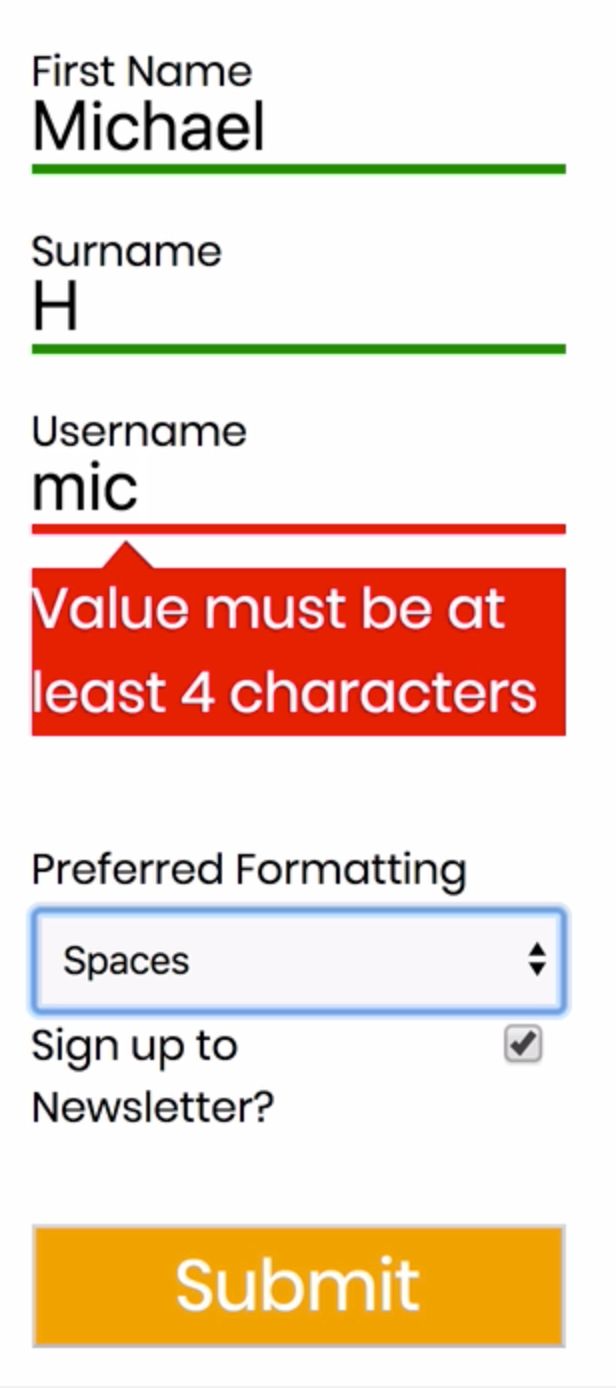 First Name
Michael
Surname
H
Username
mic
Value must be at
least 4 characters
Preferred Formatting
Spaces
Sign up to
Newsletter?
Submit